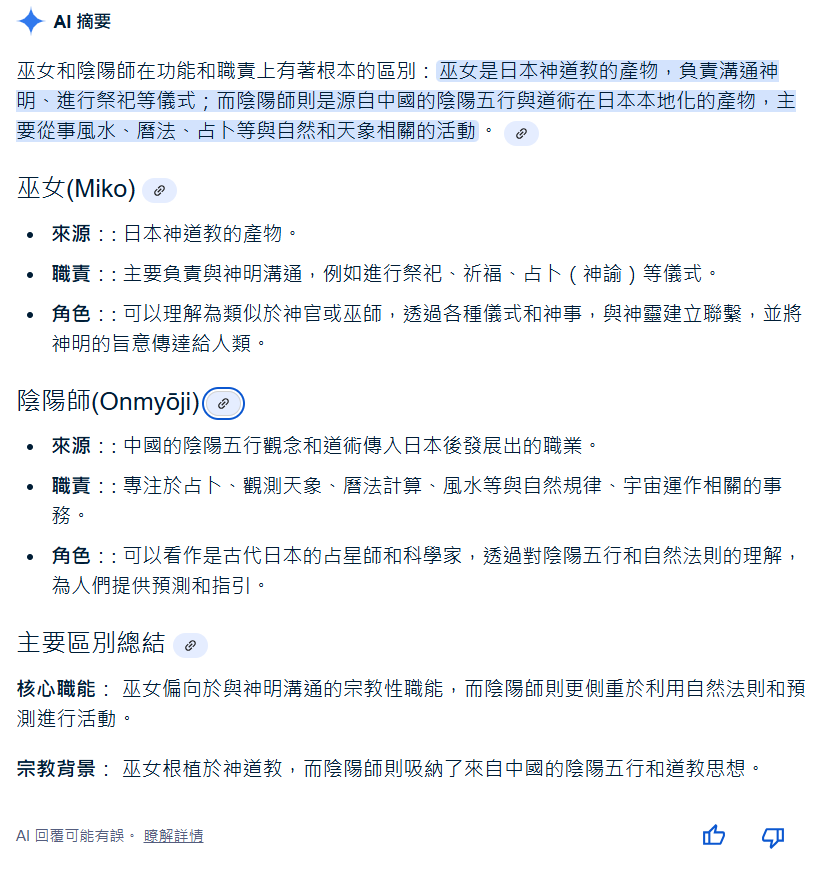 AI 摘要
巫女和陰陽師在功能和職責上有著根本的區別：巫女是日本神道教的產物，負責溝通神
明、進行祭祀等儀式；而陰陽師則是源自中國的陰陽五行與道術在日本本地化的產物，主
要從事風水、曆法、占卜等與自然和天象相關的活動。
巫女(Miko)
• 來源：: 日本神道教的產物。
• 職責：: 主要負責與神明溝通，例如進行祭祀、祈福、占卜（神諭）等儀式。
• 角色：: 可以理解為類似於神官或巫師，透過各種儀式和神事，與神靈建立聯繫，並將
神明的旨意傳達給人類。
陰陽師(Onmyōji)
• 來源：: 中國的陰陽五行觀念和道術傳入日本後發展出的職業。
• 職責：: 專注於占卜、觀測天象、曆法計算、風水等與自然規律、宇宙運作相關的事
務。
• 角色：: 可以看作是古代日本的占星師和科學家，透過對陰陽五行和自然法則的理解，
為人們提供預測和指引。
主要區別總結
核心職能： 巫女偏向於與神明溝通的宗教性職能，而陰陽師則更側重於利用自然法則和預
測進行活動。
宗教背景： 巫女根植於神道教，而陰陽師則吸納了來自中國的陰陽五行和道教思想。
AI 回覆可能有誤。 瞭解詳情